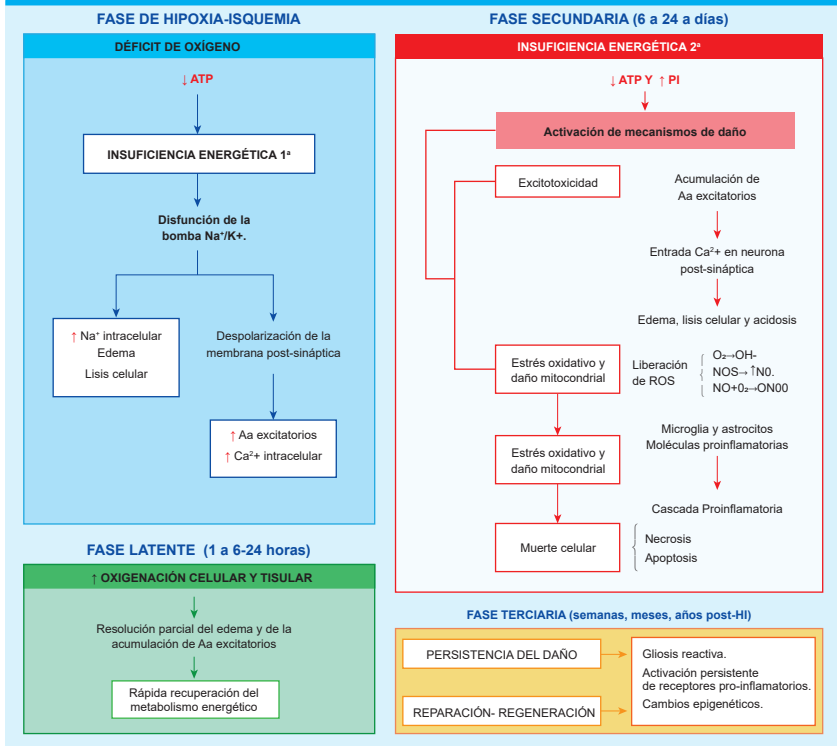 FASE DE HIPOXIA-ISQUEMIA
DÉFICIT DE OXÍGENO
↓ ATP
INSUFICIENCIA ENERGÉTICA 1ª
Disfunción de la
bomba Na⁺/K+.
↑ Na⁺ intracelular
Edema
Lisis celular
Despolarización de la
membrana post-sináptica
↑ Aa excitatorios
↑ Ca²+ intracelular
FASE LATENTE (1 a 6-24 horas)
↑ OXIGENACIÓN CELULAR Y TISULAR
Resolución parcial del edema y de la
acumulación de Aa excitatorios
Rápida recuperación del
metabolismo energético
FASE SECUNDARIA (6 a 24 a días)
INSUFICIENCIA ENERGÉTICA 2ª
↓ ATP Y ↑ PI
Activación de mecanismos de daño
Excitotoxicidad
Acumulación de
Aa excitatorios
Entrada Ca²+ en neurona
post-sináptica
Edema, lisis celular y acidosis
Estrés oxidativo y
daño mitocondrial
Liberación
de ROS
O₂→OH-
NOS→↑N0.
NO+0₂→ON00
Estrés oxidativo y
daño mitocondrial
Microglia y astrocitos
Moléculas proinflamatorias
Cascada Proinflamatoria
Muerte celular
Necrosis
Apoptosis
FASE TERCIARIA (semanas, meses, años post-HI)
PERSISTENCIA DEL DAÑO
REPARACIÓN- REGENERACIÓN
Gliosis reactiva.
Activación persistente
de receptores pro-inflamatorios.
Cambios epigenéticos.